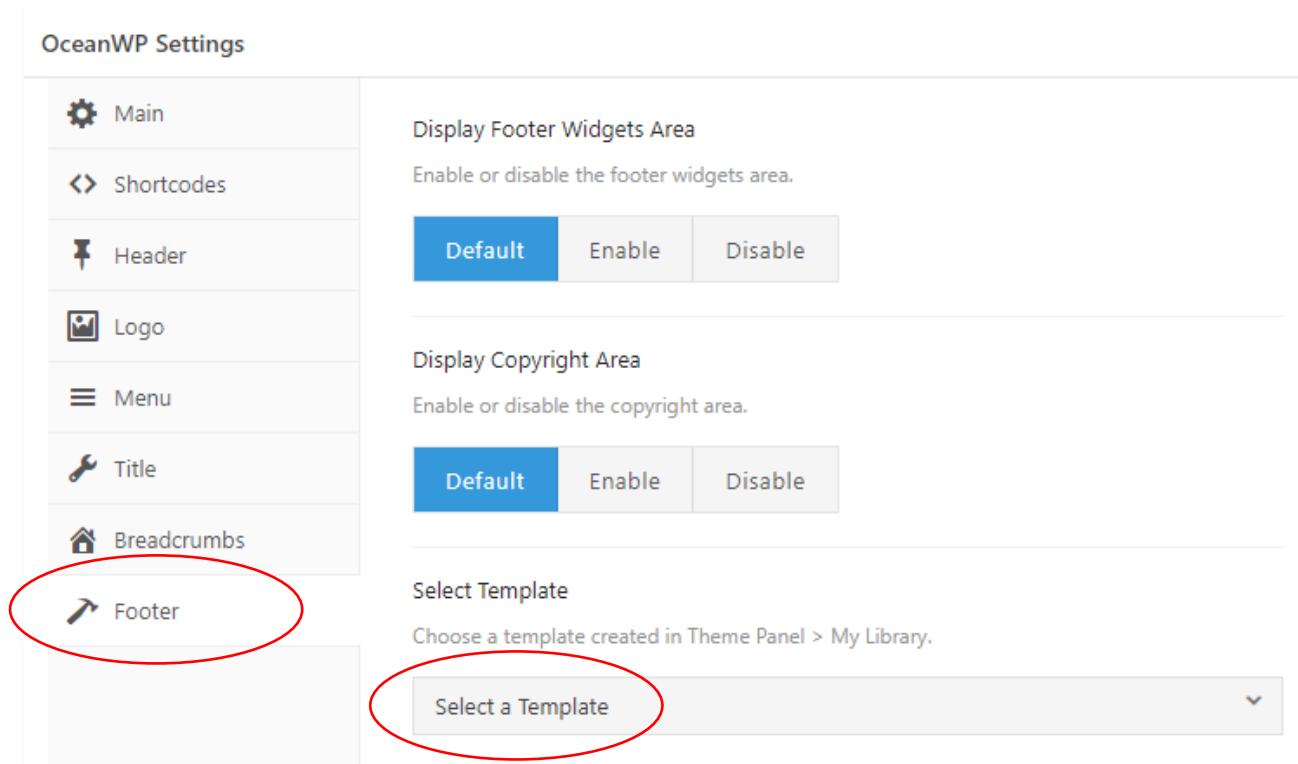 OceanWP Settings
Main
Shortcodes
Header
Logo
Menu
Title
Breadcrumbs
Footer
Display Footer Widgets Area
Enable or disable the footer widgets area.
Default Enable Disable
Display Copyright Area
Enable or disable the copyright area.
Default Enable Disable
Select Template
Choose a template created in Theme Panel > My Library.
Select a Template